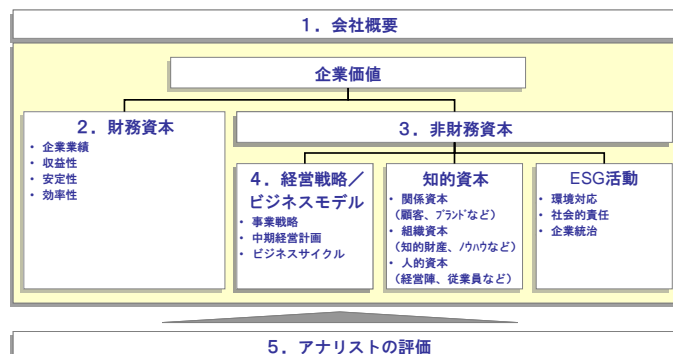 1．会社概要
企業価値
2．財務資本
・ 企業業績
・ 収益性
・ 安定性
・ 効率性
3．非財務資本
4．経営戦略／
ビジネスモデル
・ 事業戦略
・ 中期経営計画
・ ビジネスサイクル
知的資本
・ 関係資本
（顧客、ﾌﾞﾗﾝﾄﾞなど）
・ 組織資本
（知的財産、ﾉｳﾊｳなど）
・ 人的資本
（経営陣、従業員など）
ESG活動
・ 環境対応
・ 社会的責任
・ 企業統治
5．アナリストの評価